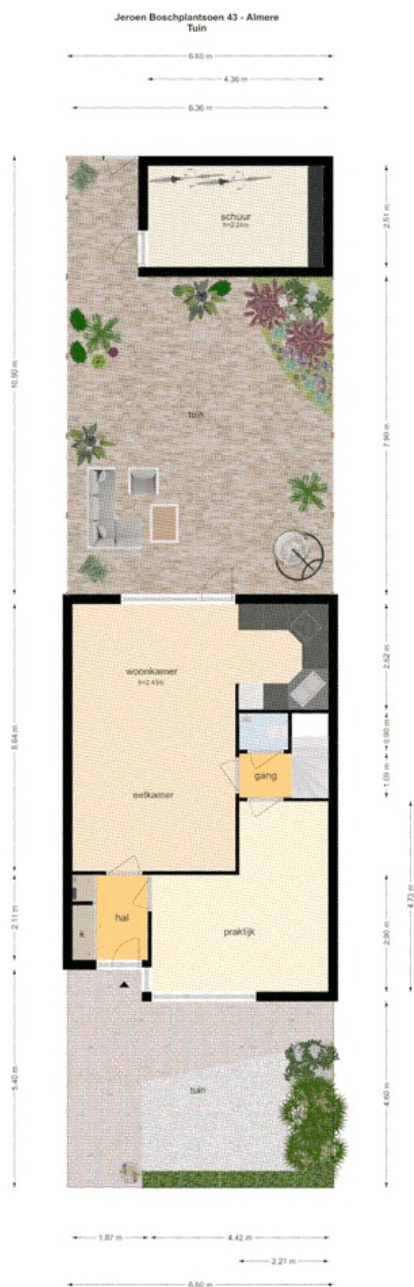 Jeroen Boschplantsoen 43 - Almere
Tuin
6.60 m
4.36 m
6.36 m
schuur
h=2.24m
2.51 m
10.90 m
7.90 m
tuin
woonkamer
h=2.43m
2.62 m
6.64 m
0.90 m
gang
1.09 m
eetkamer
hal
k
praktijk
2.11 m
2.90 m
4.73 m
tuin
5.40 m
4.60 m
1.87 m
4.42 m
2.21 m
6.60 m